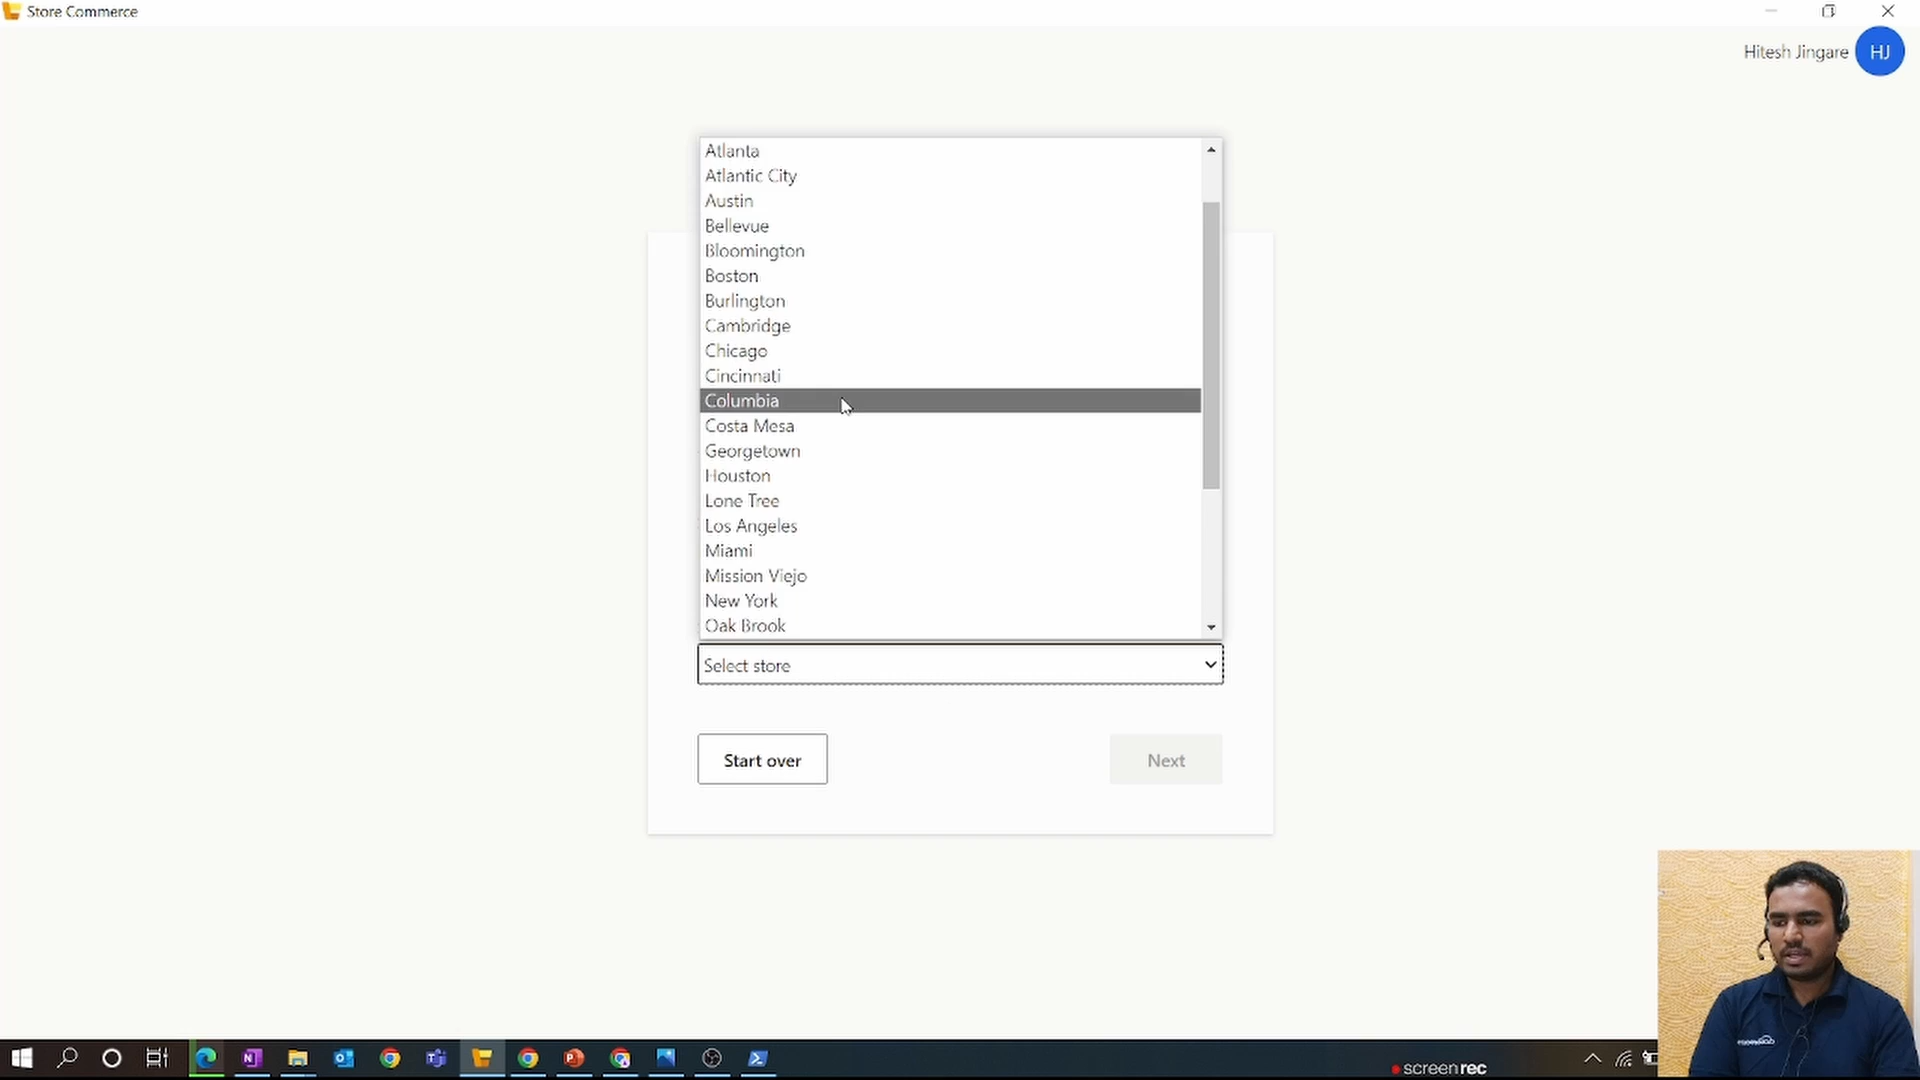 Store Commerce
Hitesh Jingare
HJ
Atlanta
Atlantic City
Austin
Bellevue
Bloomington
Boston
Burlington
Cambridge
Chicago
Cincinnati
Columbia
Costa Mesa
Georgetown
Houston
Lone Tree
Los Angeles
Miami
Mission Viejo
New York
Oak Brook
Select store
Start over
Next
screenrec